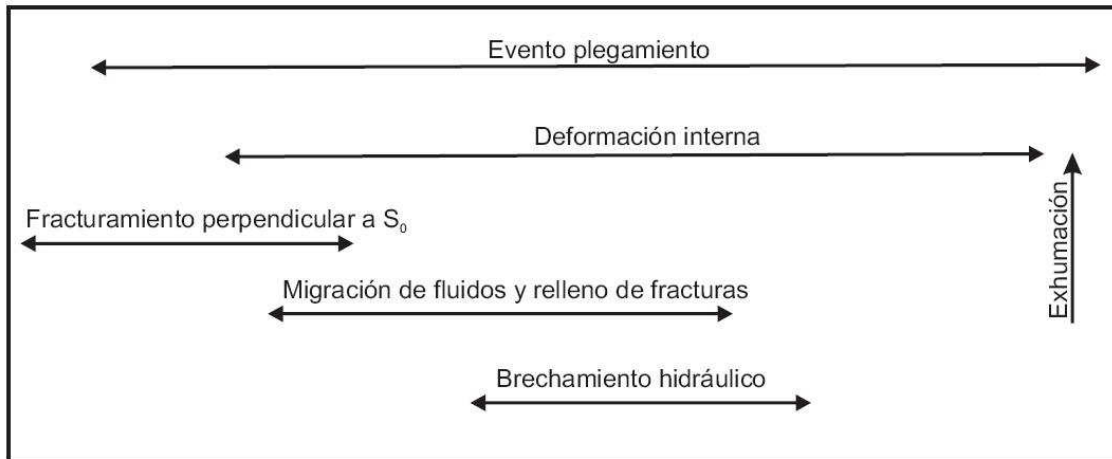 Evento plegamiento
Deformación interna
Fracturamiento perpendicular a S₀
Migración de fluidos y relleno de fracturas
Exhumación
Brechamiento hidráulico